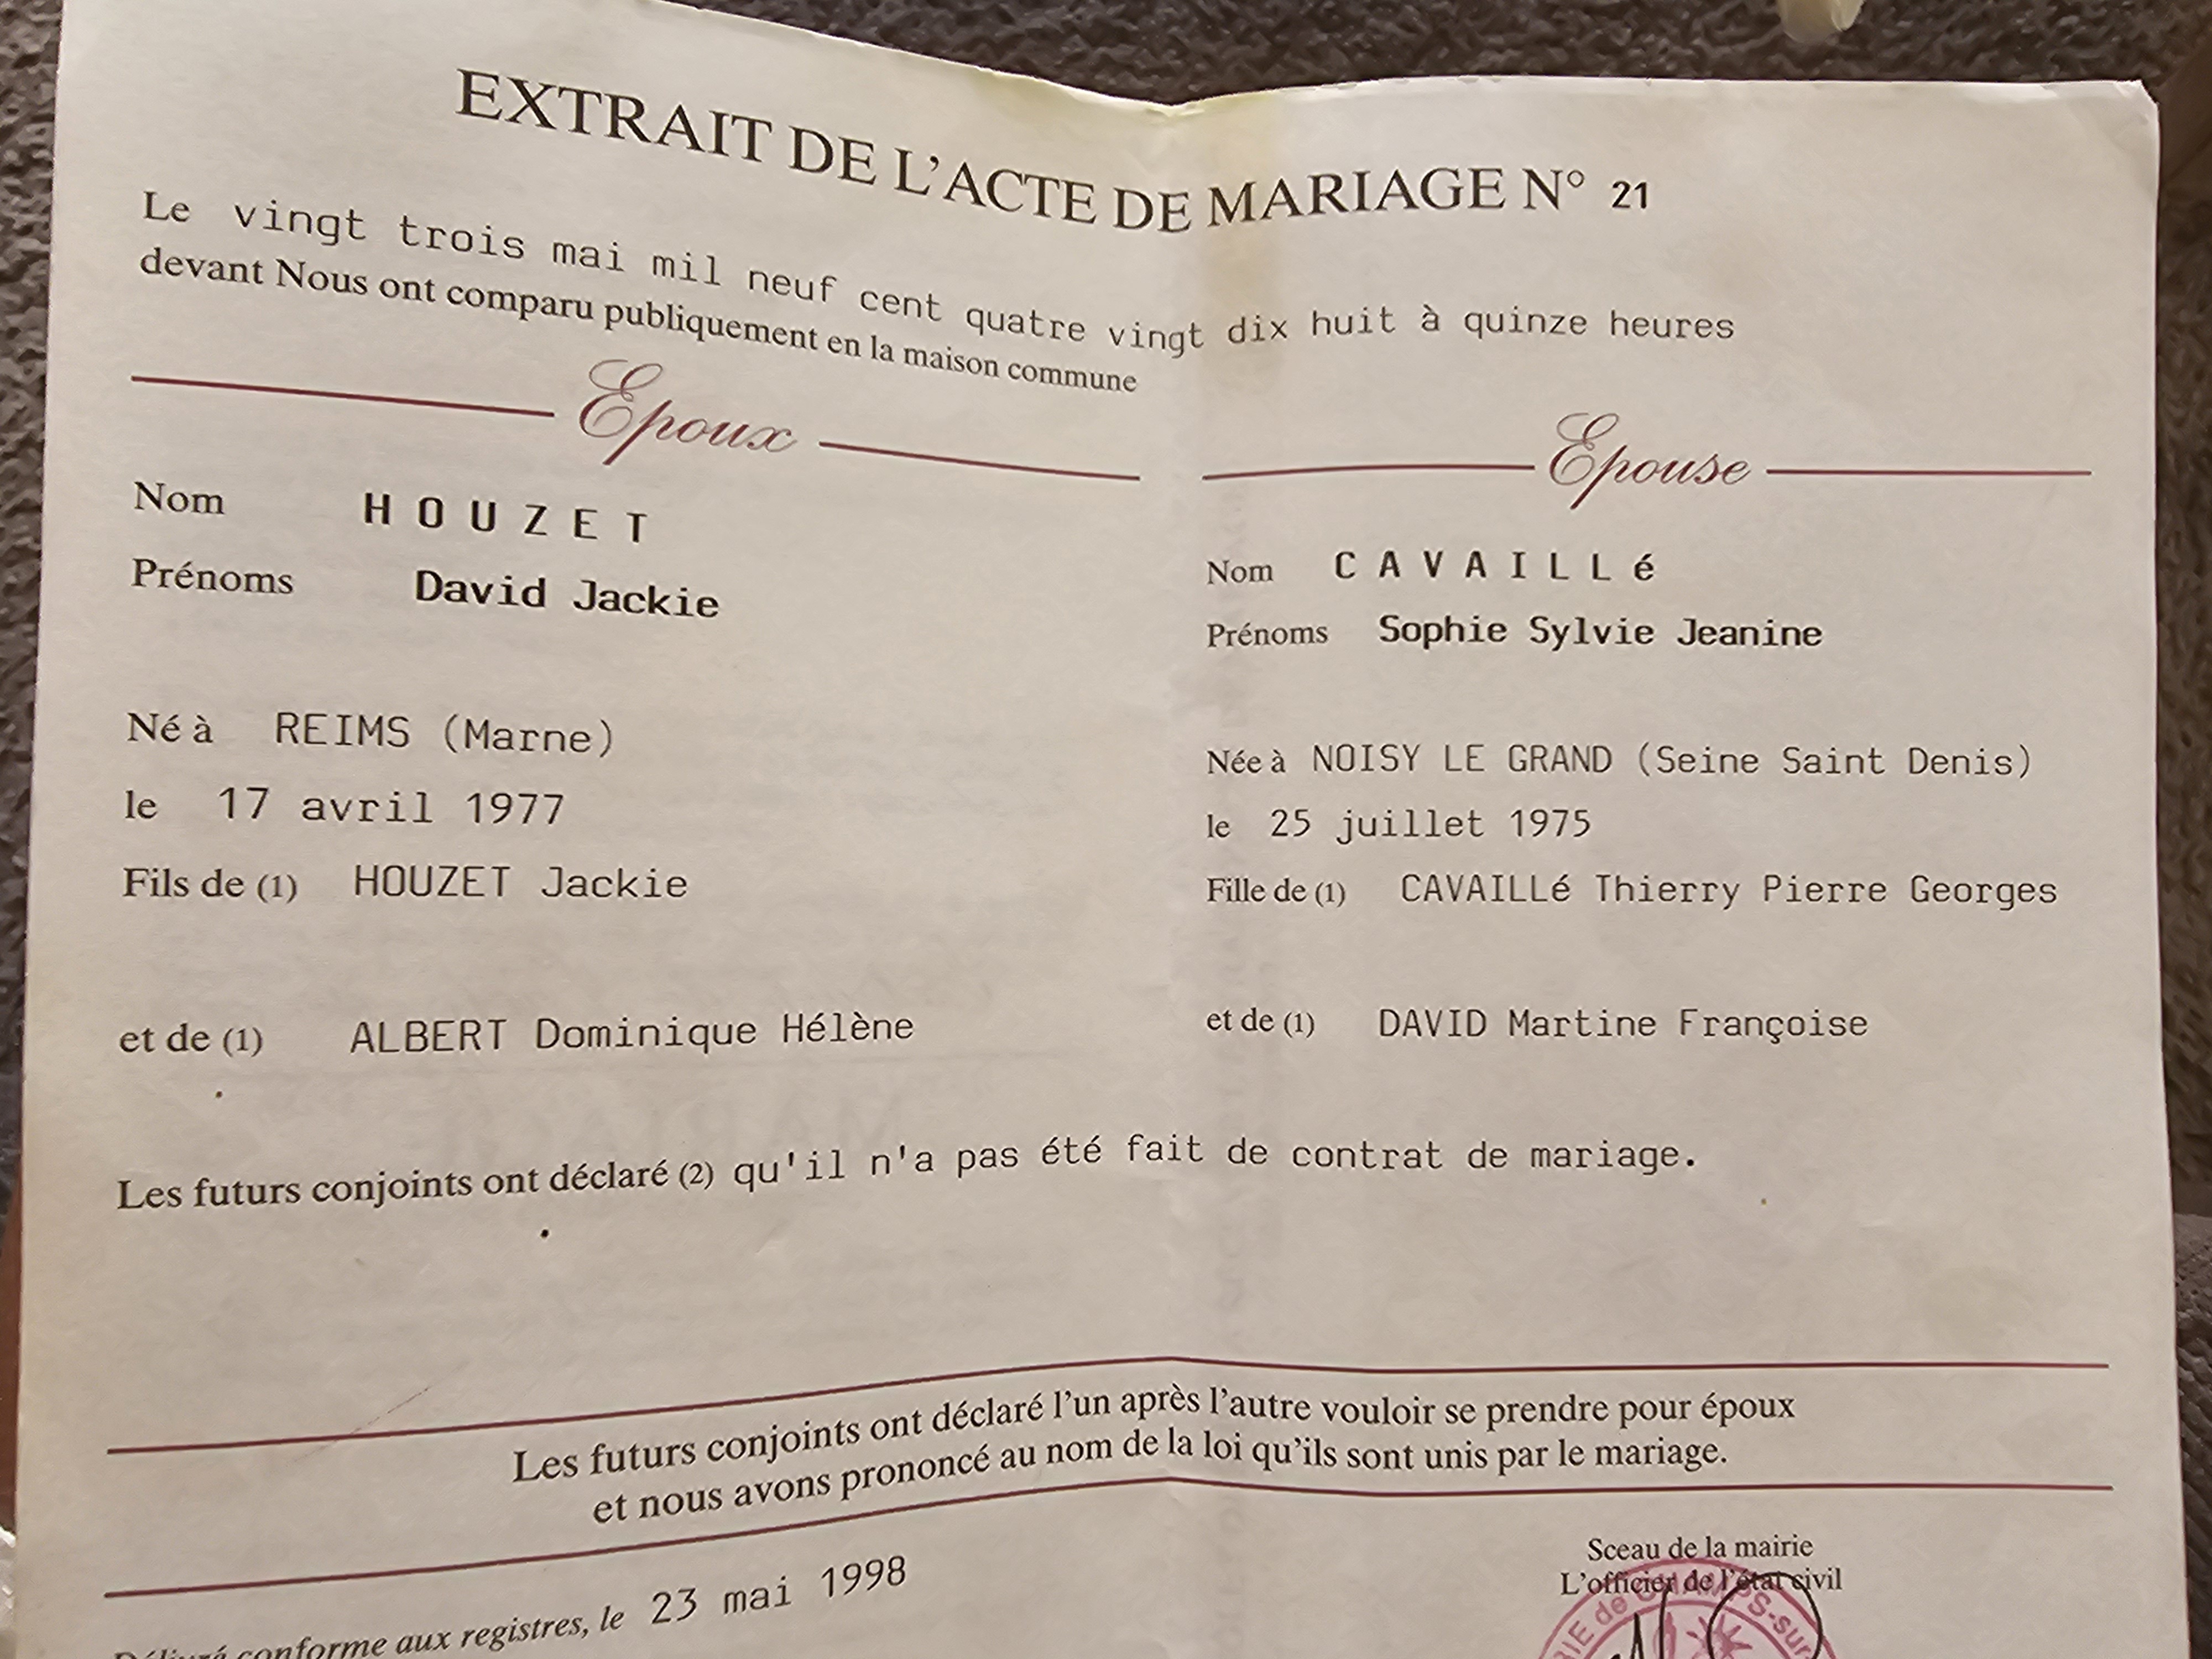 EXTRAIT DE L'ACTE DE MARIAGE N° 21
Le vingt trois mai mil neuf cent quatre vingt dix huit à quinze heures
devant Nous ont comparu publiquement en la maison commune
Epoux
Nom H O U Z E T
Prénoms David Jackie
Né à REIMS (Marne)
le 17 avril 1977
Fils de (1) HOUZET Jackie
et de (1) ALBERT Dominique Hélène
Epouse
Nom C A V A I L L é
Prénoms Sophie Sylvie Jeanine
Née à NOISY LE GRAND (Seine Saint Denis)
le 25 juillet 1975
Fille de (1) CAVAILLé Thierry Pierre Georges
et de (1) DAVID Martine Françoise
Les futurs conjoints ont déclaré (2) qu'il n'a pas été fait de contrat de mariage.
Les futurs conjoints ont déclaré l'un après l'autre vouloir se prendre pour époux
et nous avons prononcé au nom de la loi qu'ils sont unis par le mariage.
Délivré conforme aux registres, le 23 mai 1998
Sceau de la mairie
L'officier de l'état civil